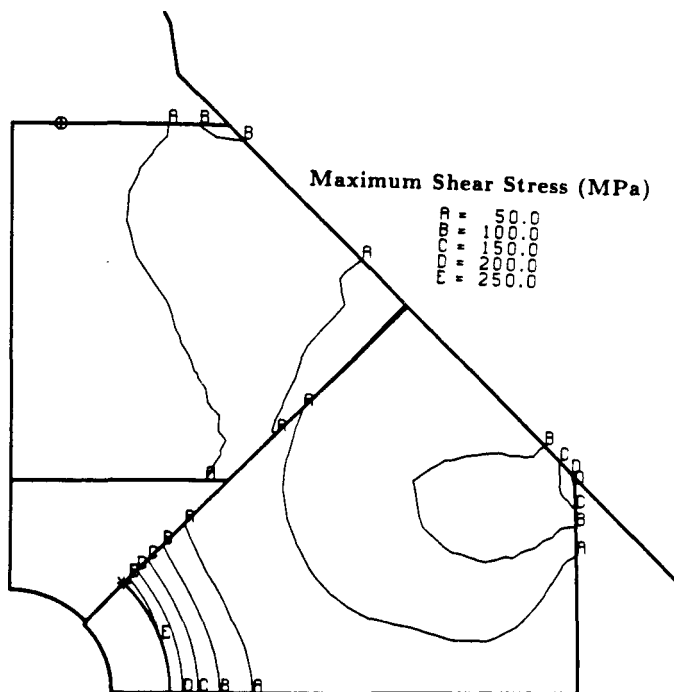 A B
B
Maximum Shear Stress (MPa)
A = 50.0
B = 100.0
C = 150.0
D = 200.0
E = 250.0
A
A
A
B
C
D
D
A
C
A
B
B
A
C
D
E
E
D C B A